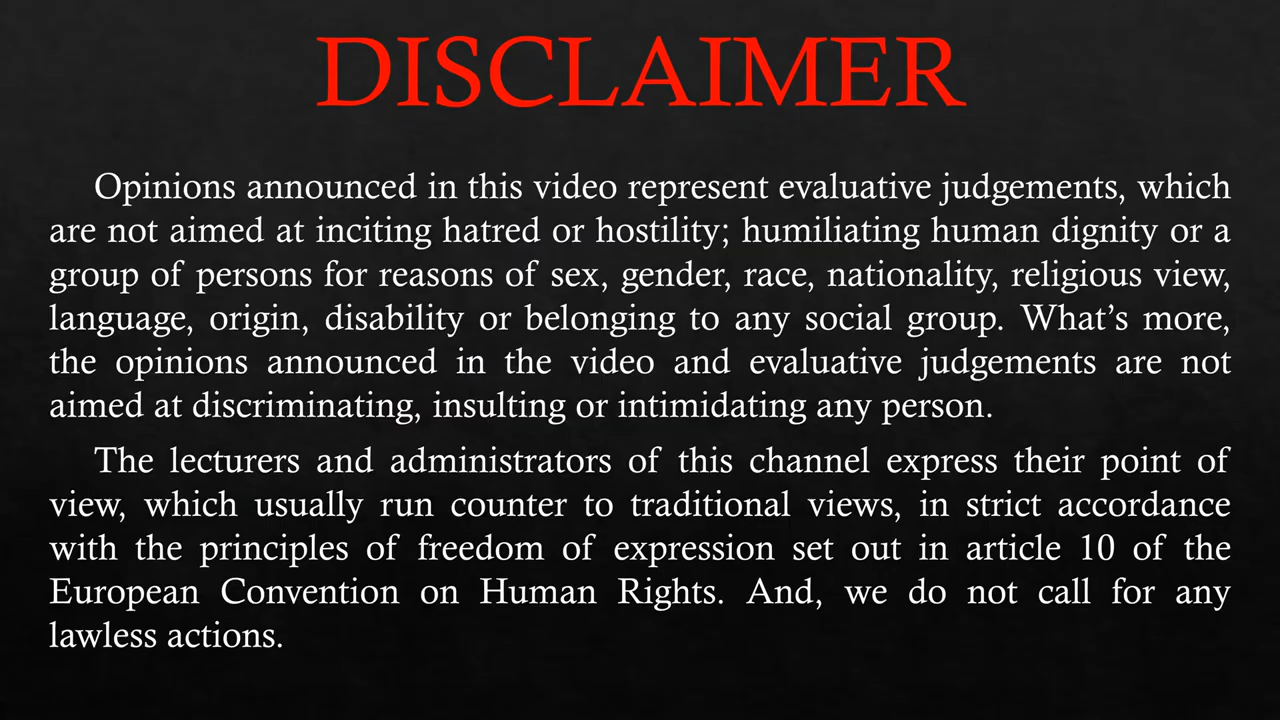 DISCLAIMER
Opinions announced in this video represent evaluative judgements, which
are not aimed at inciting hatred or hostility; humiliating human dignity or a
group of persons for reasons of sex, gender, race, nationality, religious view,
language, origin, disability or belonging to any social group. What’s more,
the opinions announced in the video and evaluative judgements are not
aimed at discriminating, insulting or intimidating any person.
The lecturers and administrators of this channel express their point of
view, which usually run counter to traditional views, in strict accordance
with the principles of freedom of expression set out in article 10 of the
European Convention on Human Rights. And, we do not call for any
lawless actions.